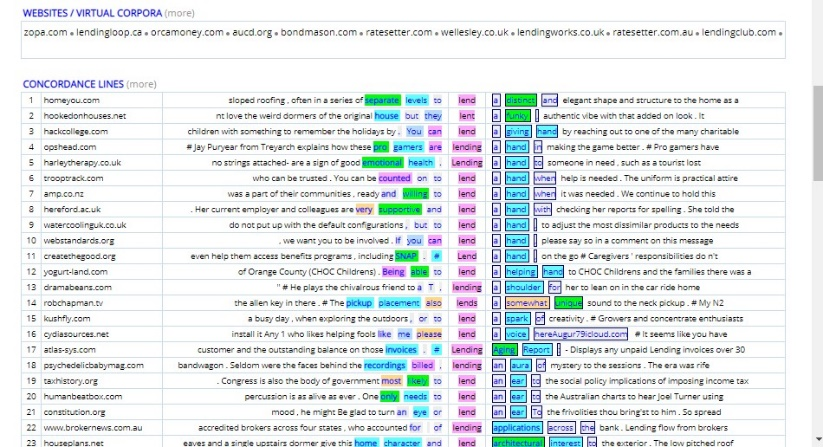 WEBSITES / VIRTUAL CORPORA (more)
zopa.com • lendingloop.ca • orcamoney.com • aucd.org • bondmason.com • ratesetter.com • wellesley.co.uk • lendingworks.co.uk • ratesetter.com.au • lendingclub.com •
CONCORDANCE LINES (more)
1 homeyou.com sloped roofing , often in a series of separate levels to lend a distinct and elegant shape and structure to the home as a
2 hookedonhouses.net nt love the weird dormers of the original house but they lent a funky , authentic vibe with that added on look . It
3 hackcollege.com children with something to remember the holidays by . You can lend a giving hand by reaching out to one of the many charitable
4 opshead.com # Jay Puryear from Treyarch explains how these pro gamers are lending a hand in making the game better . # Pro gamers have
5 harleytherapy.co.uk no strings attached- are a sign of good emotional health . Lending a hand to someone in need . such as a tourist lost
6 trooptrack.com who can be trusted . You can be counted on to lend a hand when help is needed . The uniform is practical attire
7 amp.co.nz was a part of their communities , ready and willing to lend a hand when it was needed . We continue to hold this
8 hereford.ac.uk . Her current employer and colleagues are very supportive and lend a hand with checking her reports for spelling . She told the
9 watercoolinguk.co.uk do not put up with the default configurations , but to lend a hand to adjust the most dissimilar products to the needs
10 webstandards.org , we want you to be involved . If you can lend a hand , please say so in a comment on this message
11 createthegood.org even help them access benefits programs , including SNAP . # Lend a hand on the go # Caregivers ' responsibilities do n't
12 yogurt-land.com of Orange County (CHOC Childrens) . Being able to lend a helping hand to CHOC Childrens and the families there was a
13 dramabeans.com " # He plays the chivalrous friend to a T , lends a shoulder for her to lean on in the car ride home
14 robchapman.tv the allen key in there . # The pickup placement also lends a somewhat unique sound to the neck pickup . # My N2
15 kushfly.com a busy day , when exploring the outdoors , or to lend a spark of creativity . # Growers and concentrate enthusiasts
16 cydiasources.net install it Any 1 who likes helping fools like me please lend a voice hereAugur79icloud.com # It seems like you have
17 atlas-sys.com customer and the outstanding balance on those invoices . # Lending Aging Report - Displays any unpaid Lending invoices over 30
18 psychedelicbabymag.com bandwagon . Seldom were the faces behind the recordings billed , lending an aura of mystery to the sessions . The era was rife
19 taxhistory.org . Congress is also the body of government most likely to lend an ear to the social policy implications of imposing income tax
20 humanbeatbox.com percussion is as alive as ever . One only needs to lend an ear to the Australian charts to hear Joel Turner hit
21 constitution.org mood , he might Be glad to turn an eye or lend an ear To the frivolities thou bring'st to him . So spread
22 www.brokernews.com.au accredited brokers across four states , who accounted for of lending applications across the bank . Lending flow from brokers
23 houseplans.net eaves and a single upstairs dormer give this home character and lend architectural interest to the exterior . The low pitched roof